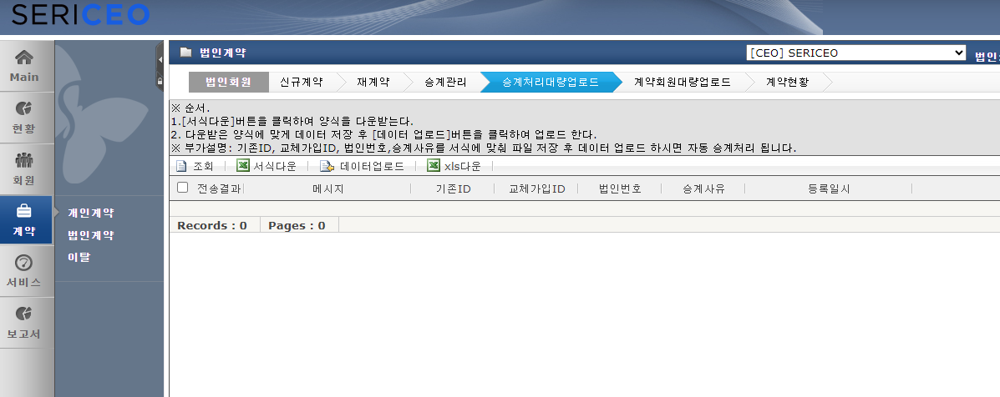 SERICEO
Main
현황
회원
계약
서비스
보고서
개인계약
법인계약
이탈
법인계약
[CEO] SERICEO
법인회원 신규계약 재계약 승계관리 승계처리대량업로드 계약회원대량업로드 계약현황
※ 순서.
1.[서식다운]버튼을 클릭하여 양식을 다운받는다.
2. 다운받은 양식에 맞게 데이터 저장 후 [데이터 업로드]버튼을 클릭하여 업로드 한다.
※ 부가설명: 기존ID, 교체가입ID, 법인번호,승계사유를 서식에 맞춰 파일 저장 후 데이터 업로드 하시면 자동 승계처리 됩니다.
조회 서식다운 데이터업로드 xls다운
전송결과 메시지 기존ID 교체가입ID 법인번호 승계사유 등록일시
Records : 0 Pages : 0